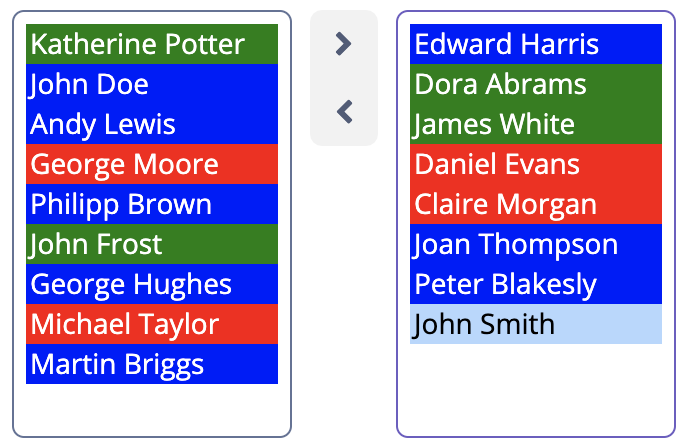 Katherine Potter
John Doe
Andy Lewis
George Moore
Philipp Brown
John Frost
George Hughes
Michael Taylor
Martin Briggs
Edward Harris
Dora Abrams
James White
Daniel Evans
Claire Morgan
Joan Thompson
Peter Blakesly
John Smith